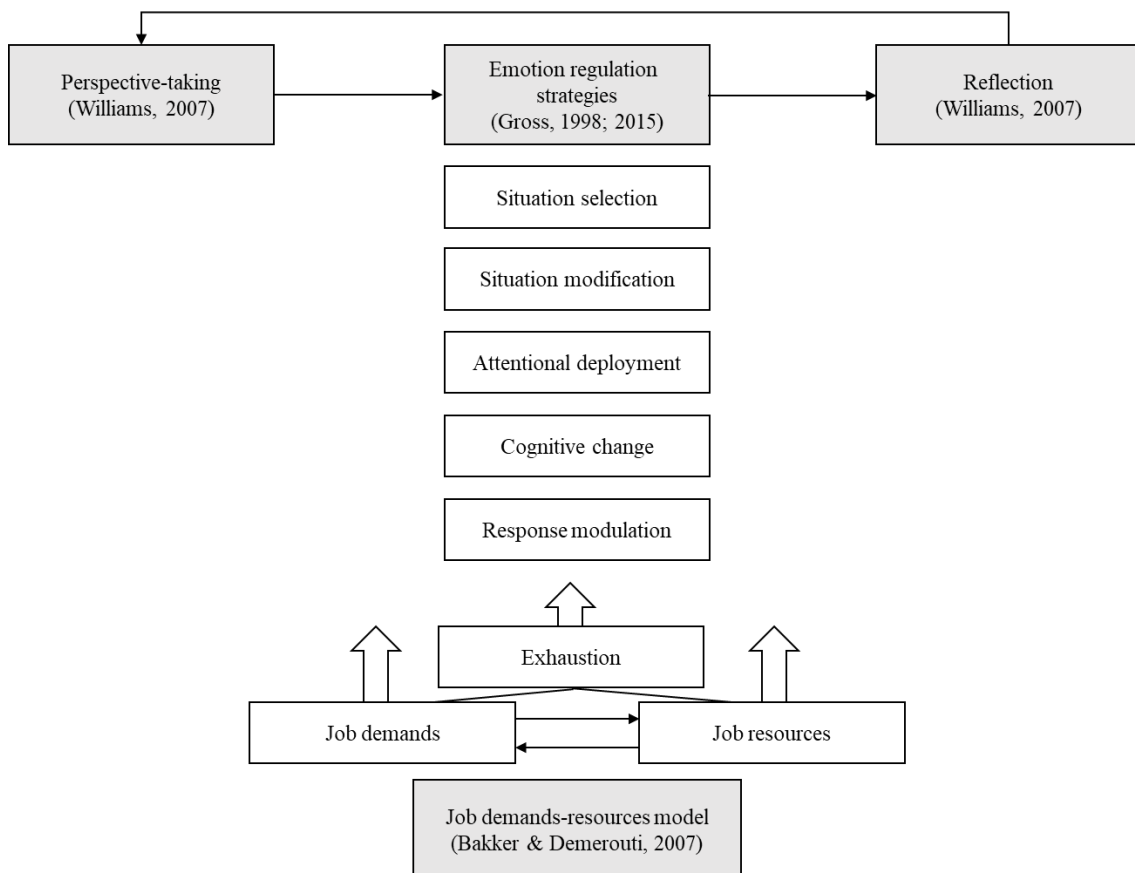 Perspective-taking
(Williams, 2007)
Emotion regulation
strategies
(Gross, 1998; 2015)
Reflection
(Williams, 2007)
Situation selection
Situation modification
Attentional deployment
Cognitive change
Response modulation
Exhaustion
Job demands
Job resources
Job demands-resources model
(Bakker & Demerouti, 2007)